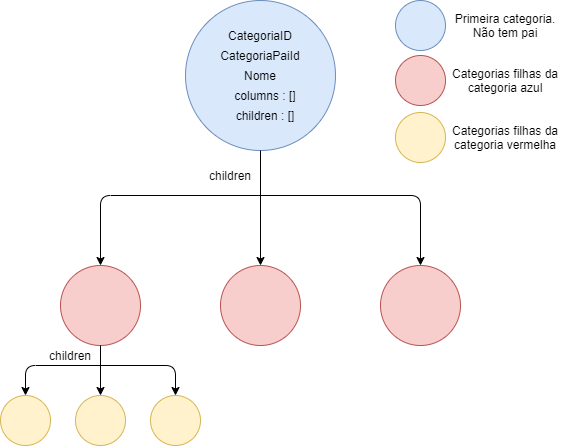 CategoriaID
CategoriaPaiId
Nome
columns : []
children : []
Primeira categoria.
Não tem pai
Categorias filhas da
categoria azul
Categorias filhas da
categoria vermelha
children
children